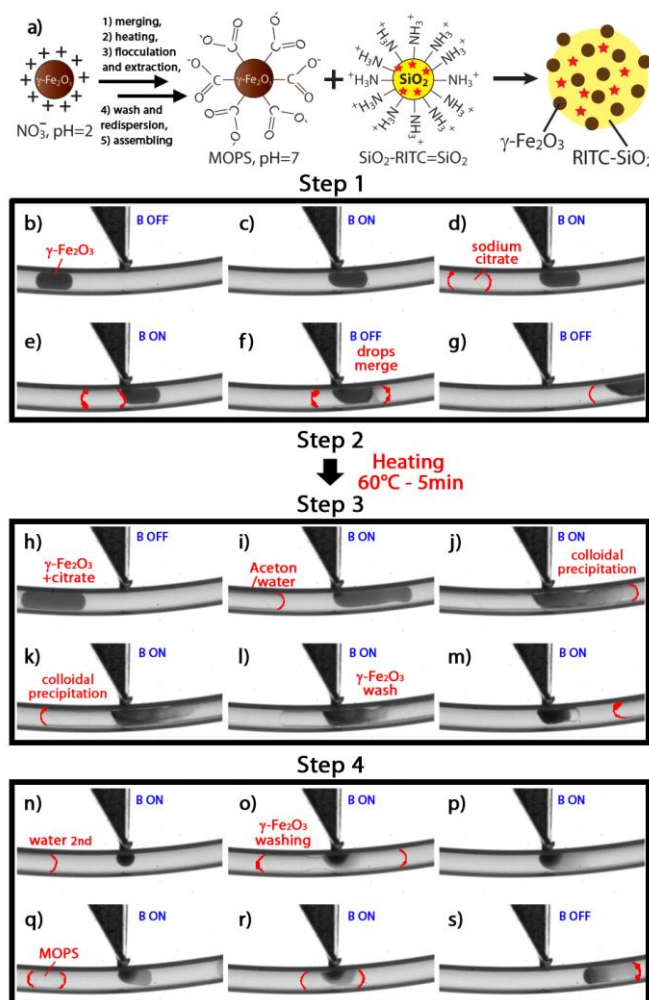 a)
γ-Fe₂O₃
NO₃⁻, pH=2
1) merging,
2) heating,
3) flocculation
and extraction,
4) wash and
redispersion,
5) assembling
O⁻ C O
γ-Fe₂O₃
MOPS, pH=7
+
⁺H₃N NH₃⁺
SiO₂
SiO₂-RITC=SiO₂
γ-Fe₂O₃
RITC-SiO₂
Step 1
b) B OFF
γ-Fe₂O₃
c) B ON
d) B ON
sodium
citrate
e) B ON
f) B OFF
drops
merge
g) B OFF
Step 2
Heating
60°C - 5min
Step 3
h) B OFF
γ-Fe₂O₃
+citrate
i) B ON
Aceton
/water
j) B ON
colloidal
precipitation
k) B ON
colloidal
precipitation
l) B ON
γ-Fe₂O₃
wash
m) B ON
Step 4
n) B ON
water 2nd
o) B ON
γ-Fe₂O₃
washing
p) B ON
q) B ON
MOPS
r) B ON
s) B OFF